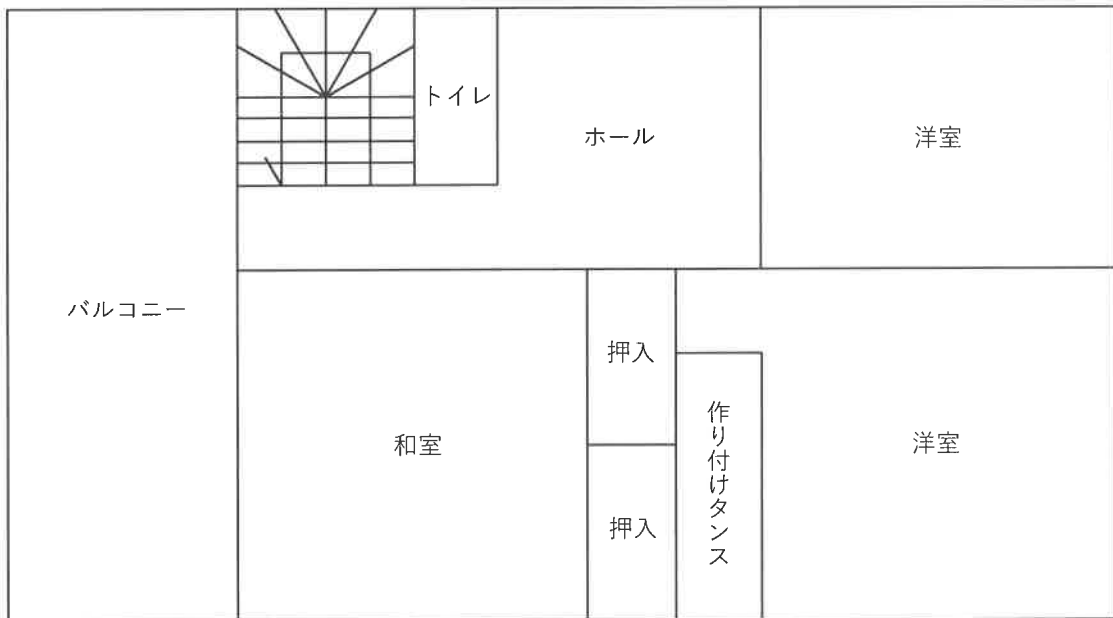 トイレ
ホール
洋室
バルコニー
押入
和室
作り付けタンス
洋室
押入